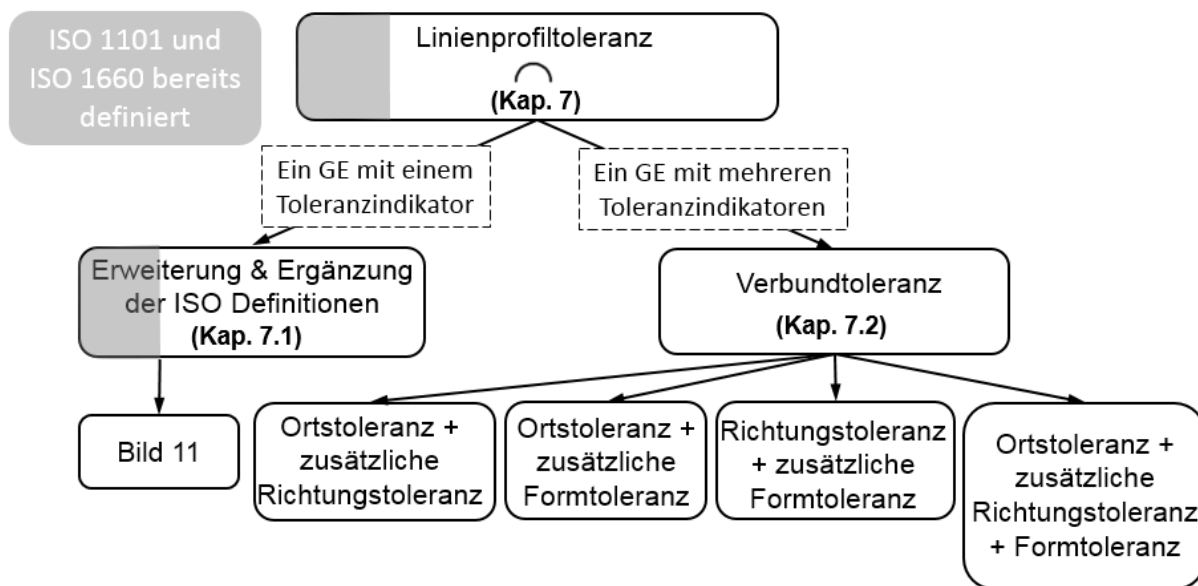 ISO 1101 und
ISO 1660 bereits
definiert
Linienprofiltoleranz
(Kap. 7)
Ein GE mit einem
Toleranzindikator
Ein GE mit mehreren
Toleranzindikatoren
Erweiterung & Ergänzung
der ISO Definitionen
(Kap. 7.1)
Verbundtoleranz
(Kap. 7.2)
Bild 11
Ortstoleranz +
zusätzliche
Richtungstoleranz
Ortstoleranz +
zusätzliche
Formtoleranz
Richtungstoleranz
+ zusätzliche
Formtoleranz
Ortstoleranz +
zusätzliche
Richtungstoleranz
+ Formtoleranz